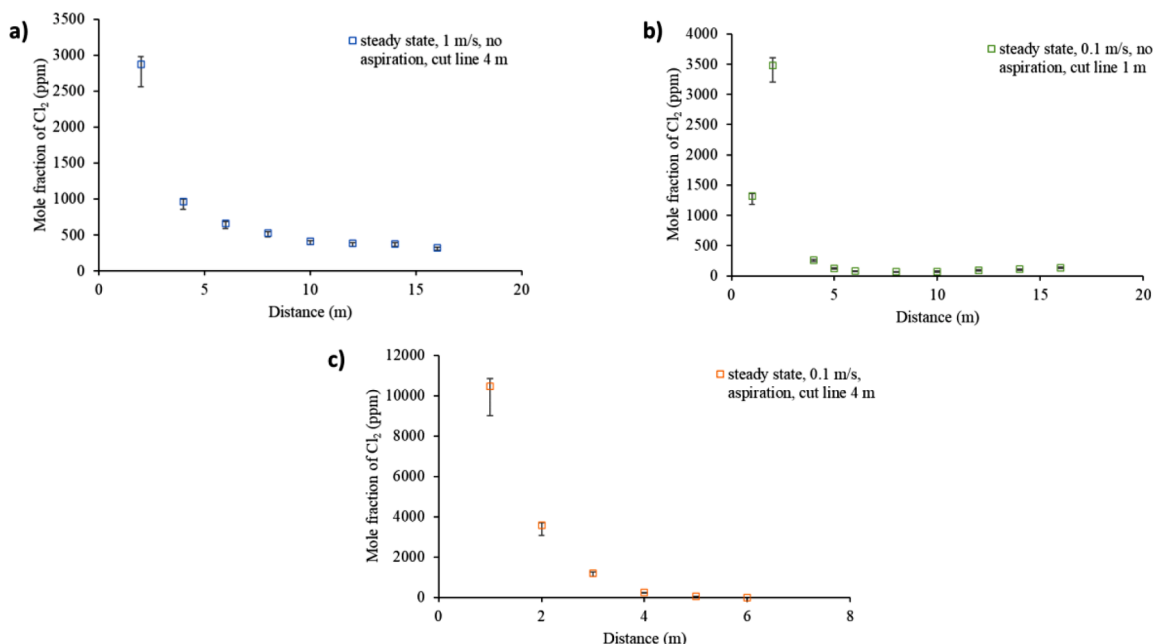 a)
3500
3000
2500
2000
1500
1000
500
0
Mole fraction of Cl₂ (ppm)
steady state, 1 m/s, no
aspiration, cut line 4 m
0 5 10 15 20
Distance (m)
b)
4000
3500
3000
2500
2000
1500
1000
500
0
Mole fraction of Cl₂ (ppm)
steady state, 0.1 m/s, no
aspiration, cut line 1 m
0 5 10 15 20
Distance (m)
c)
12000
10000
8000
6000
4000
2000
0
Mole fraction of Cl₂ (ppm)
steady state, 0.1 m/s,
aspiration, cut line 4 m
0 2 4 6 8
Distance (m)